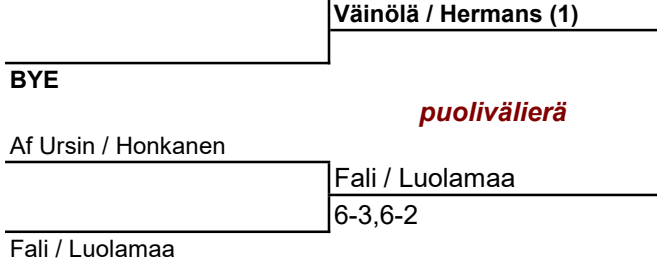 Väinölä / Hermans (1)
BYE
puolivälierä
Af Ursin / Honkanen
Fali / Luolamaa
6-3,6-2
Fali / Luolamaa